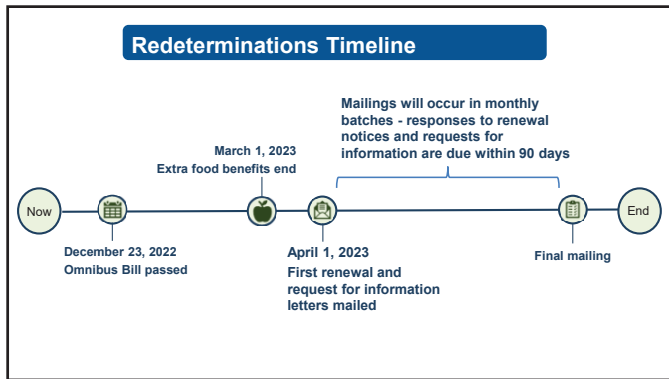 Redeterminations Timeline
Mailings will occur in monthly
batches - responses to renewal
notices and requests for
information are due within 90 days
March 1, 2023
Extra food benefits end
Now
End
December 23, 2022
Omnibus Bill passed
April 1, 2023
First renewal and
request for information
letters mailed
Final mailing